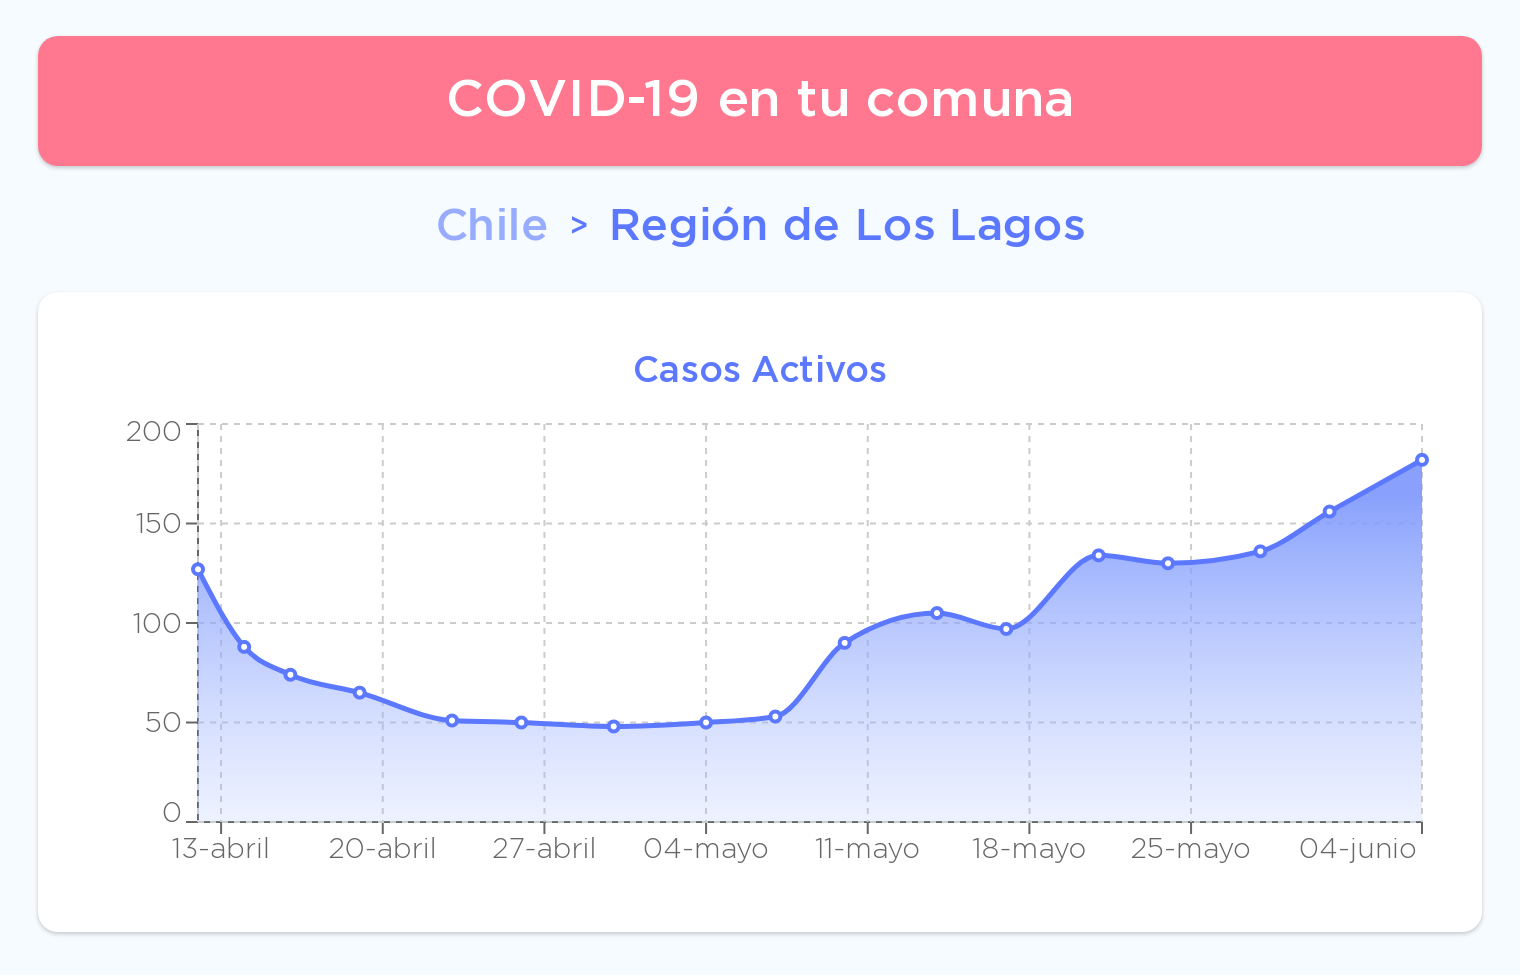 COVID-19 en tu comuna
Chile > Región de Los Lagos
Casos Activos
200
150
100
50
0
13-abril 20-abril 27-abril 04-mayo 11-mayo 18-mayo 25-mayo 04-junio